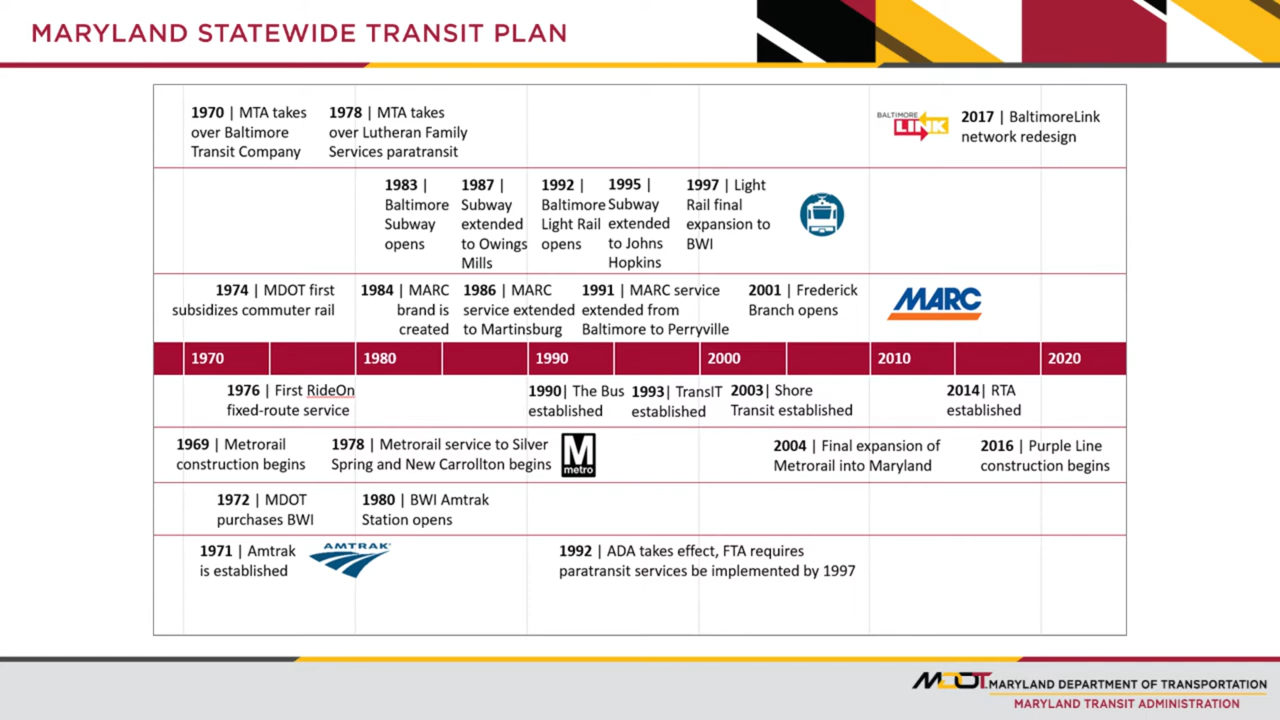 MARYLAND STATEWIDE TRANSIT PLAN
1970 | MTA takes
over Baltimore
Transit Company
1978 | MTA takes
over Lutheran Family
Services paratransit
BALTIMORE
LINK
2017 | BaltimoreLink
network redesign
1983 |
Baltimore
Subway
opens
1987 |
Subway
extended
to Owings
Mills
1992 |
Baltimore
Light Rail
opens
1995 |
Subway
extended
to Johns
Hopkins
1997 | Light
Rail final
expansion to
BWI
1974 | MDOT first
subsidizes commuter rail
1984 | MARC
brand is
created
1986 | MARC
service extended
to Martinsburg
1991 | MARC service
extended from
Baltimore to Perryville
2001 | Frederick
Branch opens
MARC
1970 1980 1990 2000 2010 2020
1976 | First RideOn
fixed-route service
1990| The Bus
established
1993| TransIT
established
2003| Shore
Transit established
2014| RTA
established
1969 | Metrorail
construction begins
1978 | Metrorail service to Silver
Spring and New Carrollton begins
M
metro
2004 | Final expansion of
Metrorail into Maryland
2016 | Purple Line
construction begins
1972 | MDOT
purchases BWI
1980 | BWI Amtrak
Station opens
1971 | Amtrak
is established
AMTRAK
1992 | ADA takes effect, FTA requires
paratransit services be implemented by 1997
MDOT MARYLAND DEPARTMENT OF TRANSPORTATION
MARYLAND TRANSIT ADMINISTRATION